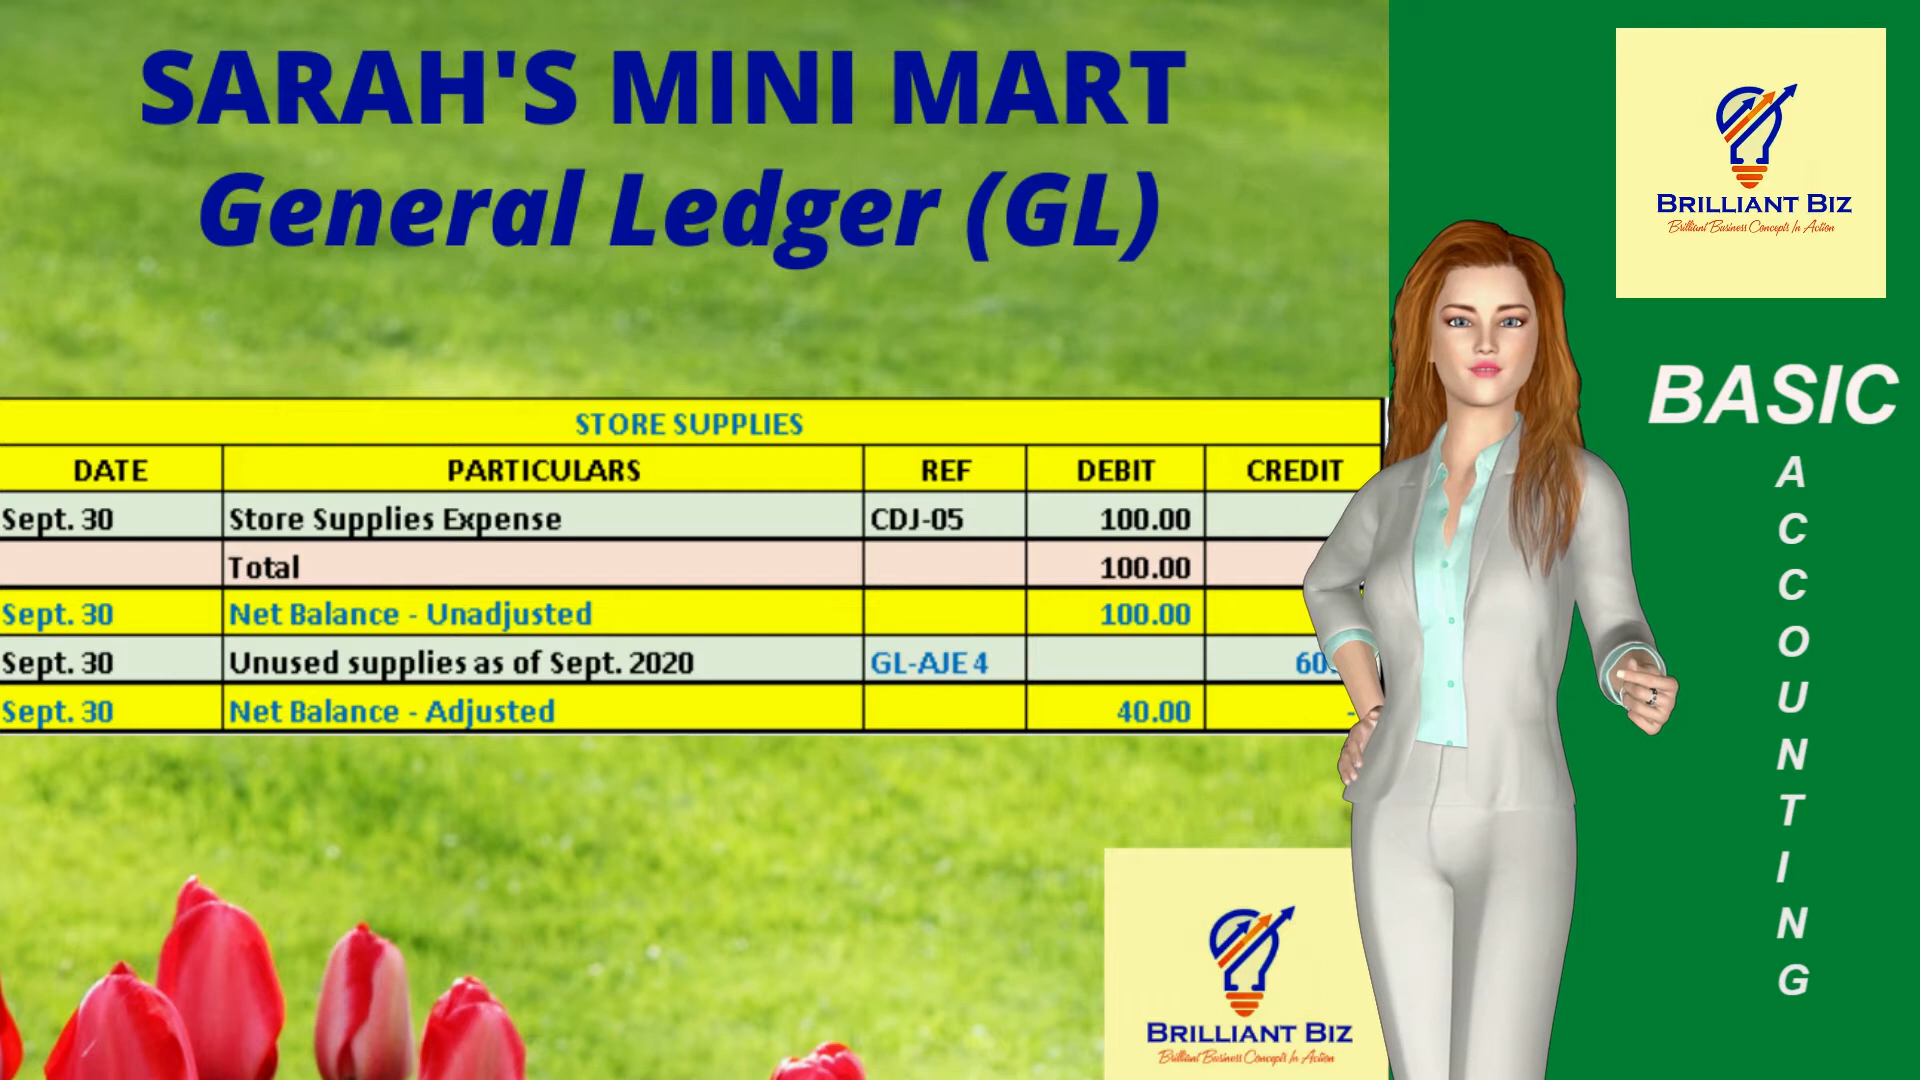 SARAH'S MINI MART
General Ledger (GL)
BRILLIANT BIZ
Brilliant Business Concepts In Action
BASIC
ACCOUNTING
STORE SUPPLIES
DATE PARTICULARS REF DEBIT CREDIT
Sept. 30 Store Supplies Expense CDJ-05 100.00
Total 100.00
Sept. 30 Net Balance - Unadjusted 100.00
Sept. 30 Unused supplies as of Sept. 2020 GL-AJE 4 60.
Sept. 30 Net Balance - Adjusted 40.00 -
BRILLIANT BIZ
Brilliant Business Concepts In Action